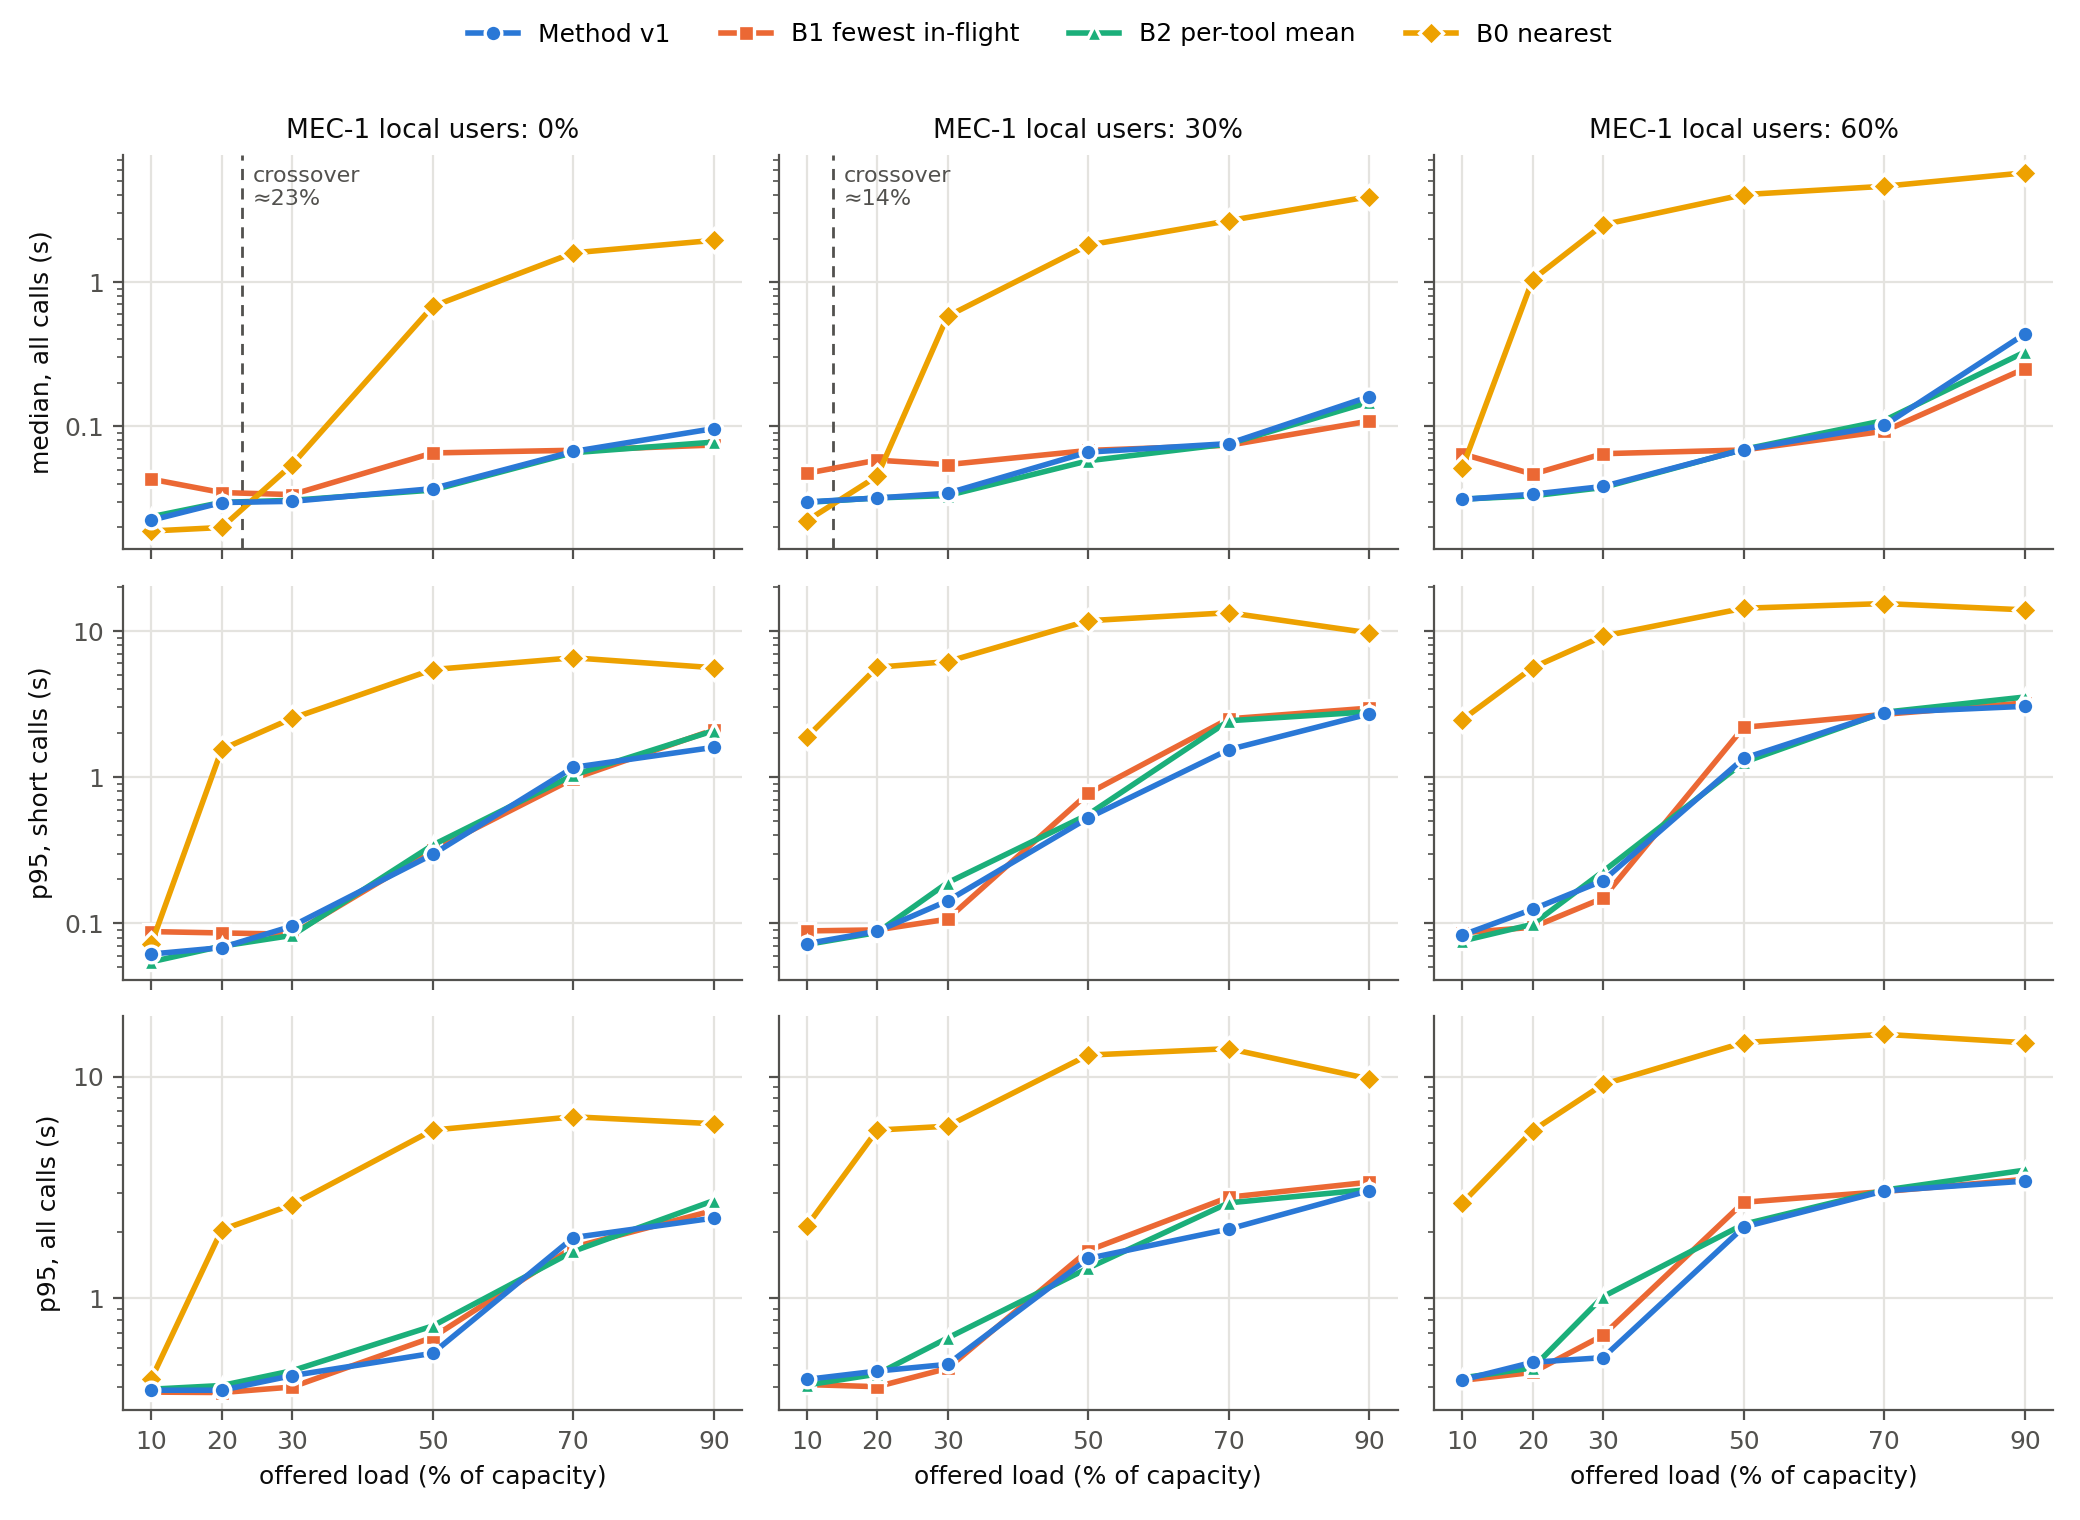 Method v1 B1 fewest in-flight B2 per-tool mean B0 nearest
MEC-1 local users: 0% MEC-1 local users: 30% MEC-1 local users: 60%
median, all calls (s)
1
0.1
crossover
≈23%
crossover
≈14%
p95, short calls (s)
10
1
0.1
p95, all calls (s)
10
1
10 20 30 50 70 90
10 20 30 50 70 90
10 20 30 50 70 90
offered load (% of capacity) offered load (% of capacity) offered load (% of capacity)